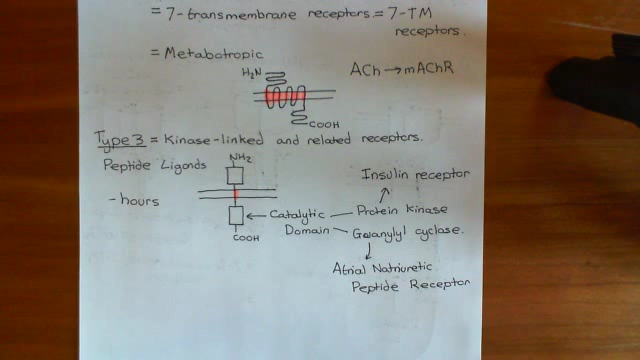 = 7-transmembrane receptors = 7-TM
receptors.
= Metabotropic
H₂N
ACh → mAChR
COOH
Type 3 = Kinase-linked and related receptors.
Peptide Ligands
NH2
Insulin receptor
- hours
← Catalytic — Protein Kinase
Domain — Guanylyl cyclase.
COOH
Atrial Natriuretic
Peptide Receptor